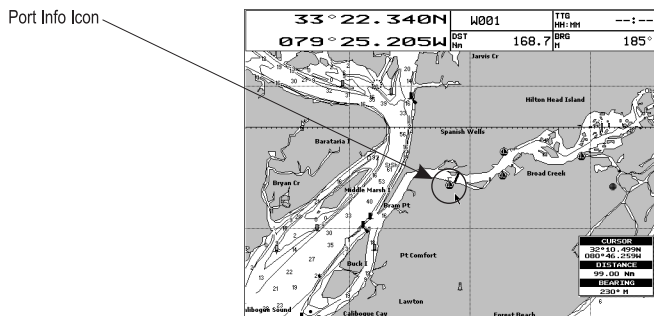 Port Info Icon
33°22.340N W001 TTG HH:MM --:--
079°25.205W DST Nm 168.7 BRG M 185°
Jarvis Cr
Hilton Head Island
Spanish Wells
Barataria I
Broad Creek
Bryan Cr
Middle Marsh I
Bram Pt
Pt Comfort
Buck I
Lawton
Calibogue Cay
Forest Beach
CURSOR
32°10.499N
080°46.259W
DISTANCE
99.00 Nm
BEARING
230° M